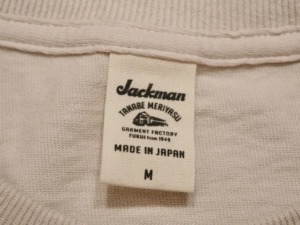 Jackman
TANABE MERIYASU
GARMENT FACTORY
FUKUI from 1949
MADE IN JAPAN
M